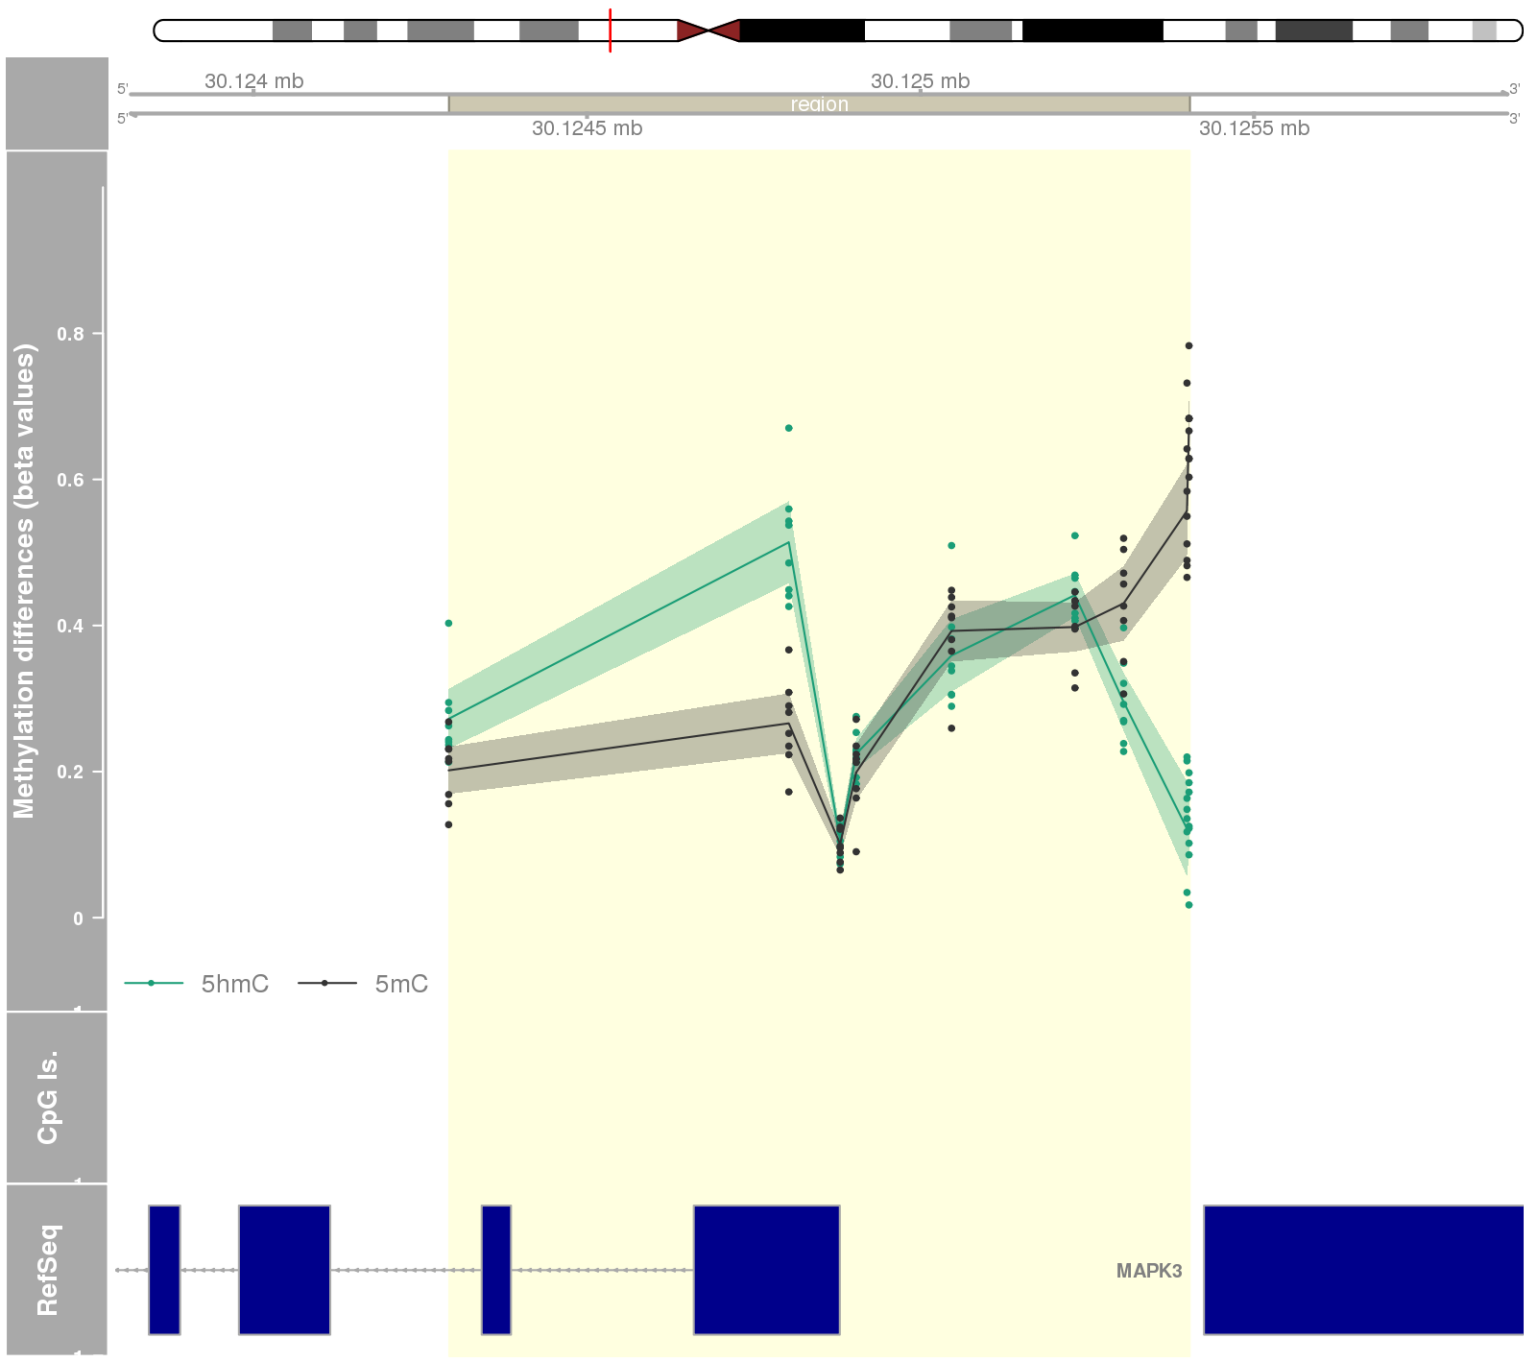 30.124 mb
30.125 mb
5'
3'
region
5'
3'
30.1245 mb
30.1255 mb
Methylation differences (beta values)
0.8
0.6
0.4
0.2
0
5hmC
5mC
CpG Is.
RefSeq
MAPK3